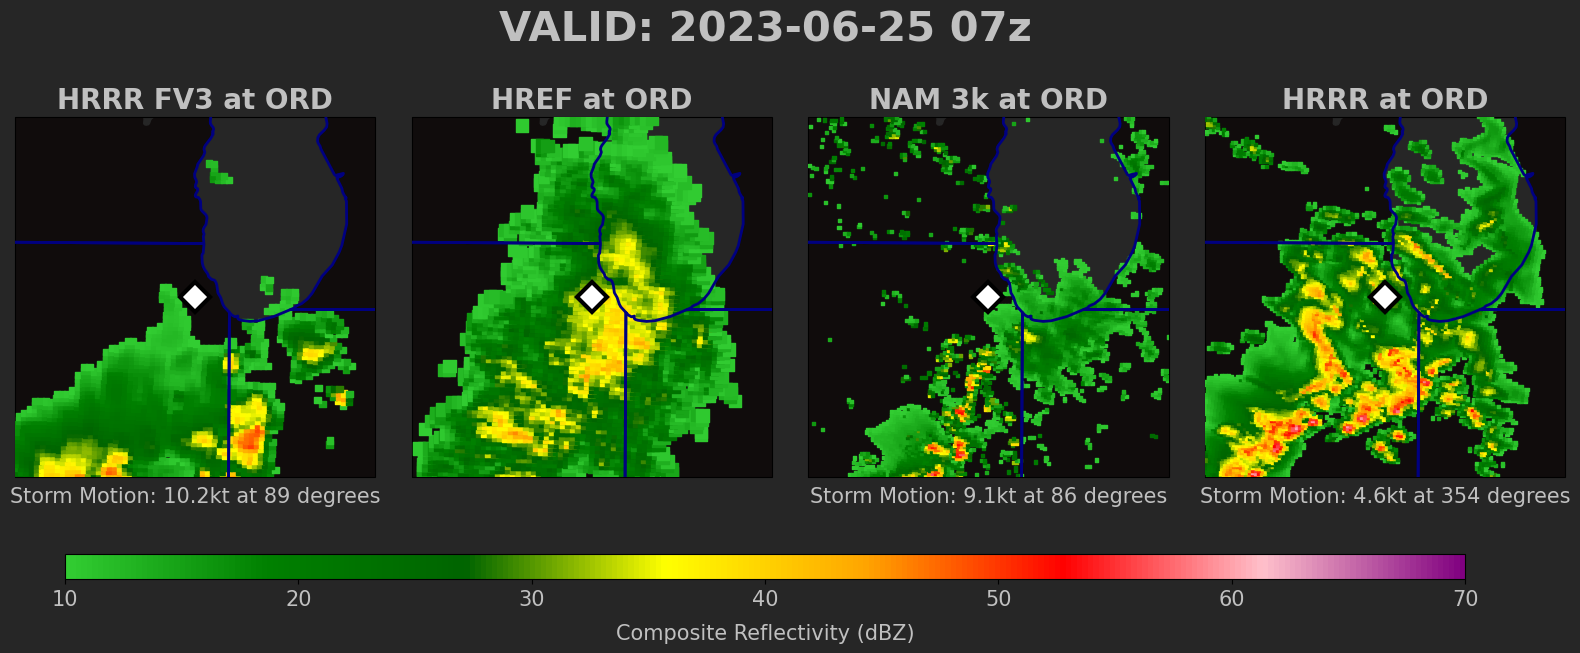 VALID: 2023-06-25 07z
HRRR FV3 at ORD
HREF at ORD
NAM 3k at ORD
HRRR at ORD
Storm Motion: 10.2kt at 89 degrees
Storm Motion: 9.1kt at 86 degrees
Storm Motion: 4.6kt at 354 degrees
10 20 30 40 50 60 70
Composite Reflectivity (dBZ)